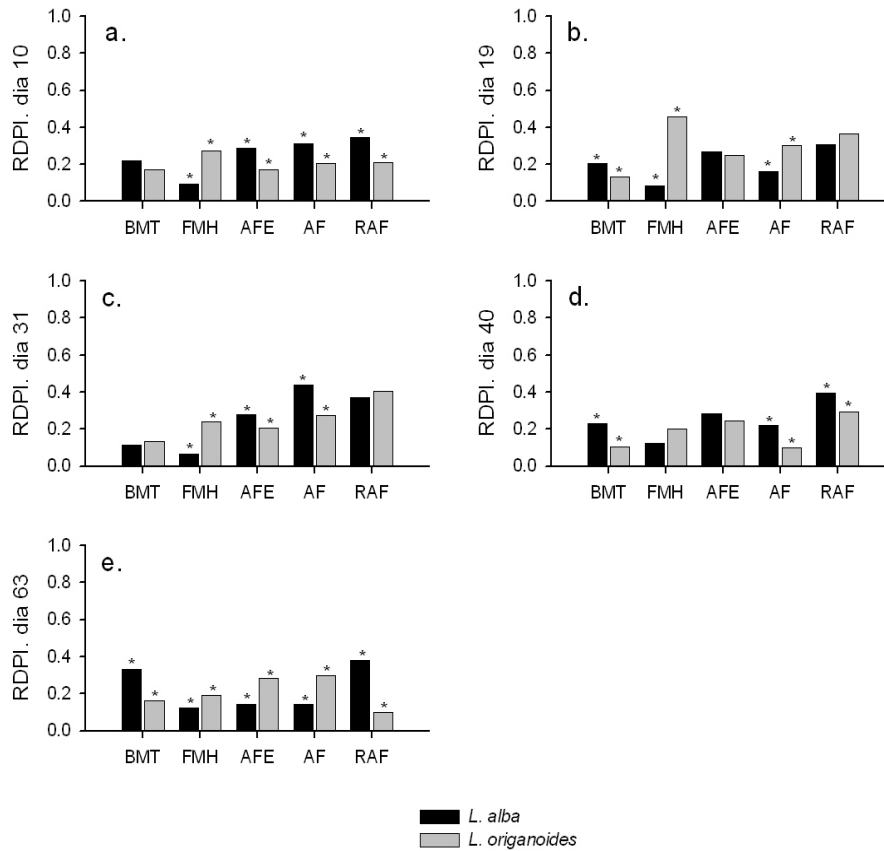 a.
RDPI. dia 10
1.0
0.8
0.6
0.4
0.2
0.0
* * * * * * * *
BMT FMH AFE AF RAF
b.
RDPI. dia 19
1.0
0.8
0.6
0.4
0.2
0.0
* * * * * *
BMT FMH AFE AF RAF
c.
RDPI. dia 31
1.0
0.8
0.6
0.4
0.2
0.0
* * * * * *
BMT FMH AFE AF RAF
d.
RDPI. dia 40
1.0
0.8
0.6
0.4
0.2
0.0
* * * * * *
BMT FMH AFE AF RAF
e.
RDPI. dia 63
1.0
0.8
0.6
0.4
0.2
0.0
* * * * * * * * * *
BMT FMH AFE AF RAF
L. alba
L. origanoides